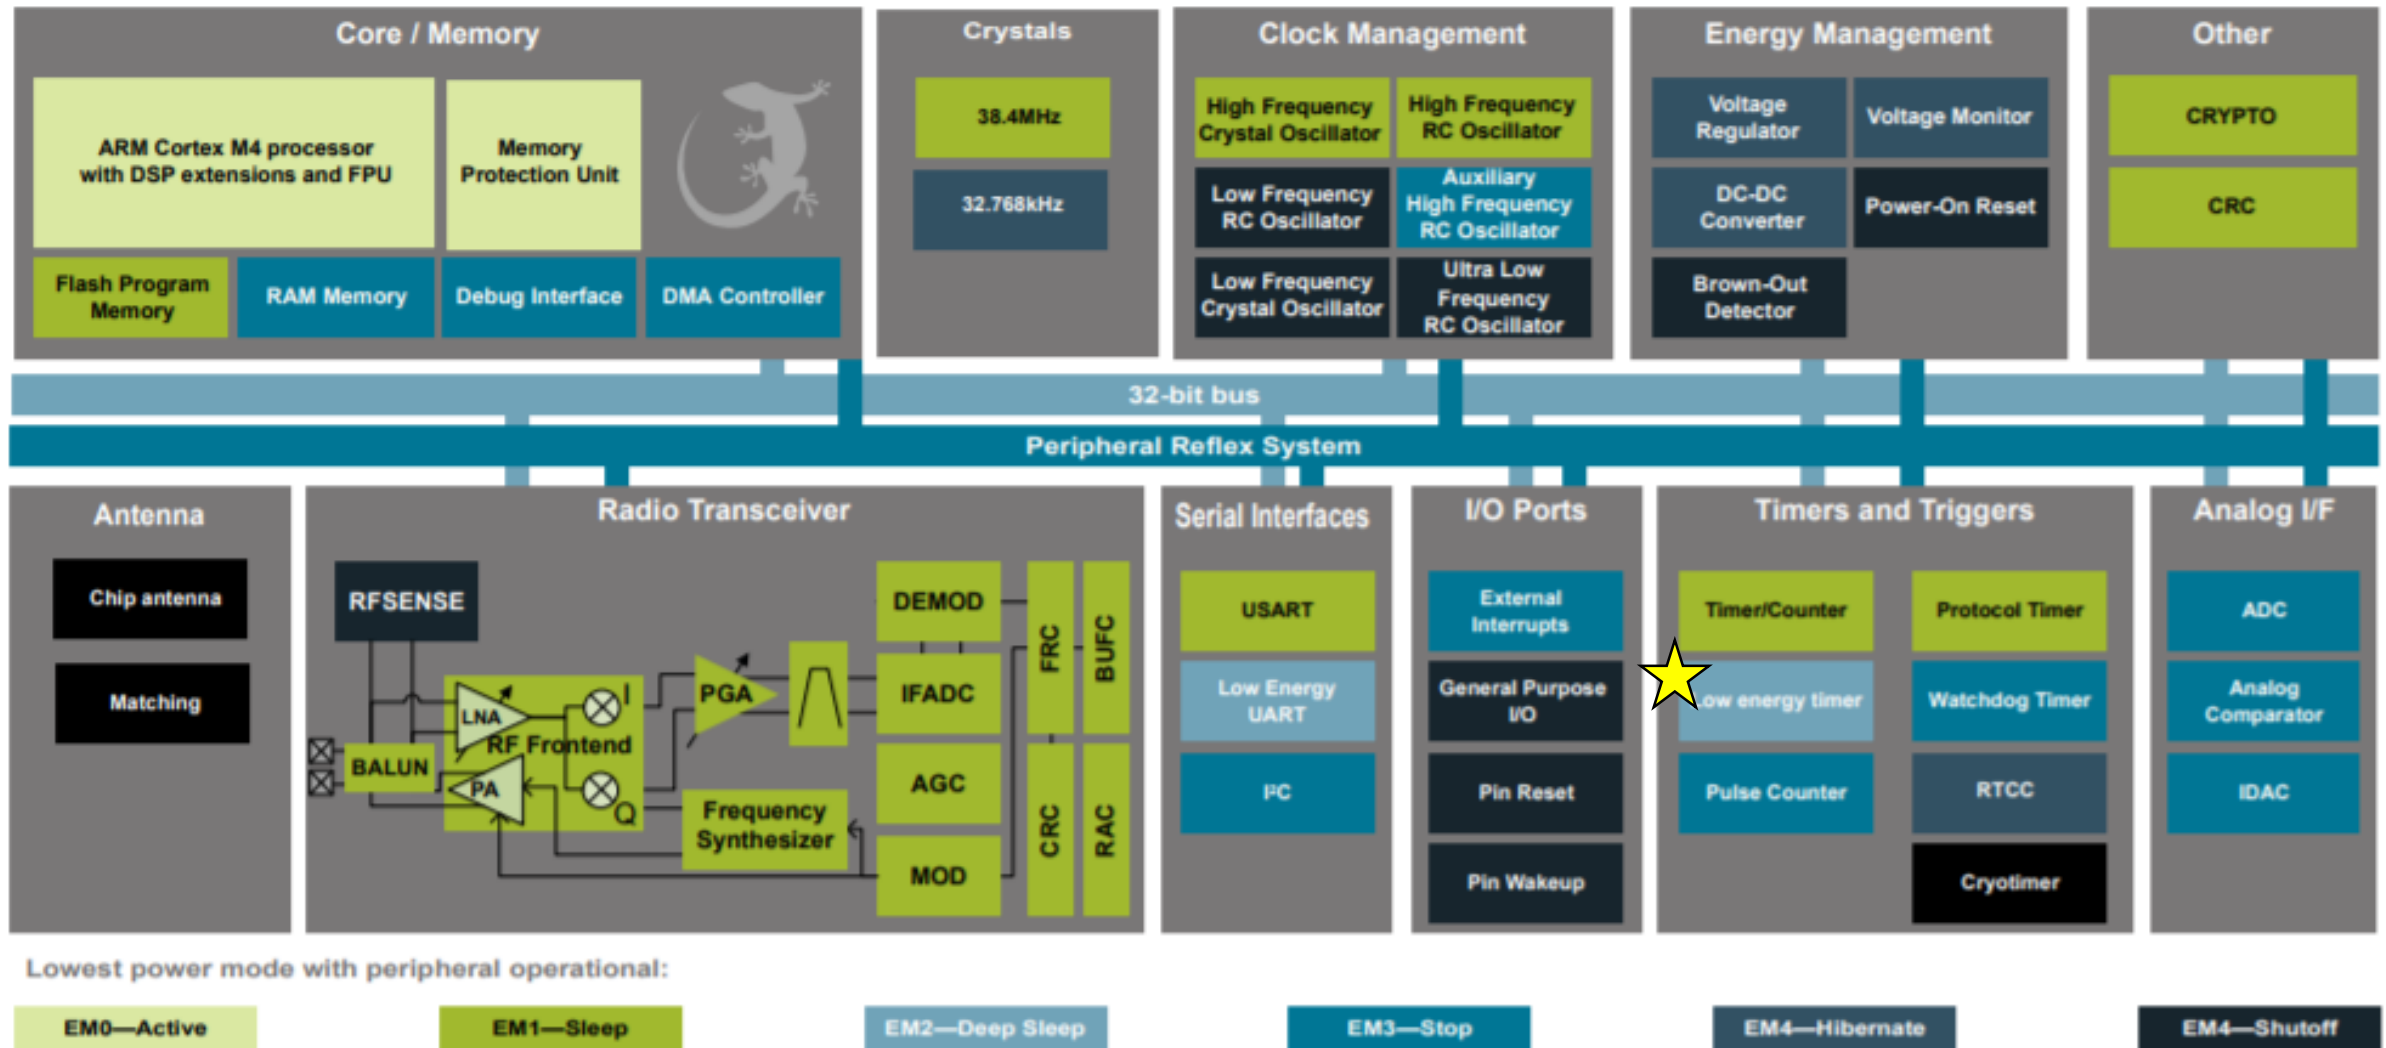 Core / Memory
ARM Cortex M4 processor
with DSP extensions and FPU
Memory
Protection Unit
Flash Program
Memory
RAM Memory
Debug Interface
DMA Controller
Crystals
38.4MHz
32.768kHz
Clock Management
High Frequency
Crystal Oscillator
High Frequency
RC Oscillator
Low Frequency
RC Oscillator
Auxiliary
High Frequency
RC Oscillator
Low Frequency
Crystal Oscillator
Ultra Low
Frequency
RC Oscillator
Energy Management
Voltage
Regulator
Voltage Monitor
DC-DC
Converter
Power-On Reset
Brown-Out
Detector
Other
CRYPTO
CRC
32-bit bus
Peripheral Reflex System
Antenna
Chip antenna
Matching
Radio Transceiver
RFSENSE
LNA
RF Frontend
I
Q
PA
BALUN
PGA
Frequency
Synthesizer
DEMOD
IFADC
AGC
MOD
FRC
BUFC
CRC
RAC
Serial Interfaces
USART
Low Energy
UART
I²C
I/O Ports
External
Interrupts
General Purpose
I/O
Pin Reset
Pin Wakeup
Timers and Triggers
Timer/Counter
Protocol Timer
Low energy timer
Watchdog Timer
Pulse Counter
RTCC
Cryotimer
Analog I/F
ADC
Analog
Comparator
IDAC
Lowest power mode with peripheral operational:
EM0—Active
EM1—Sleep
EM2—Deep Sleep
EM3—Stop
EM4—Hibernate
EM4—Shutoff